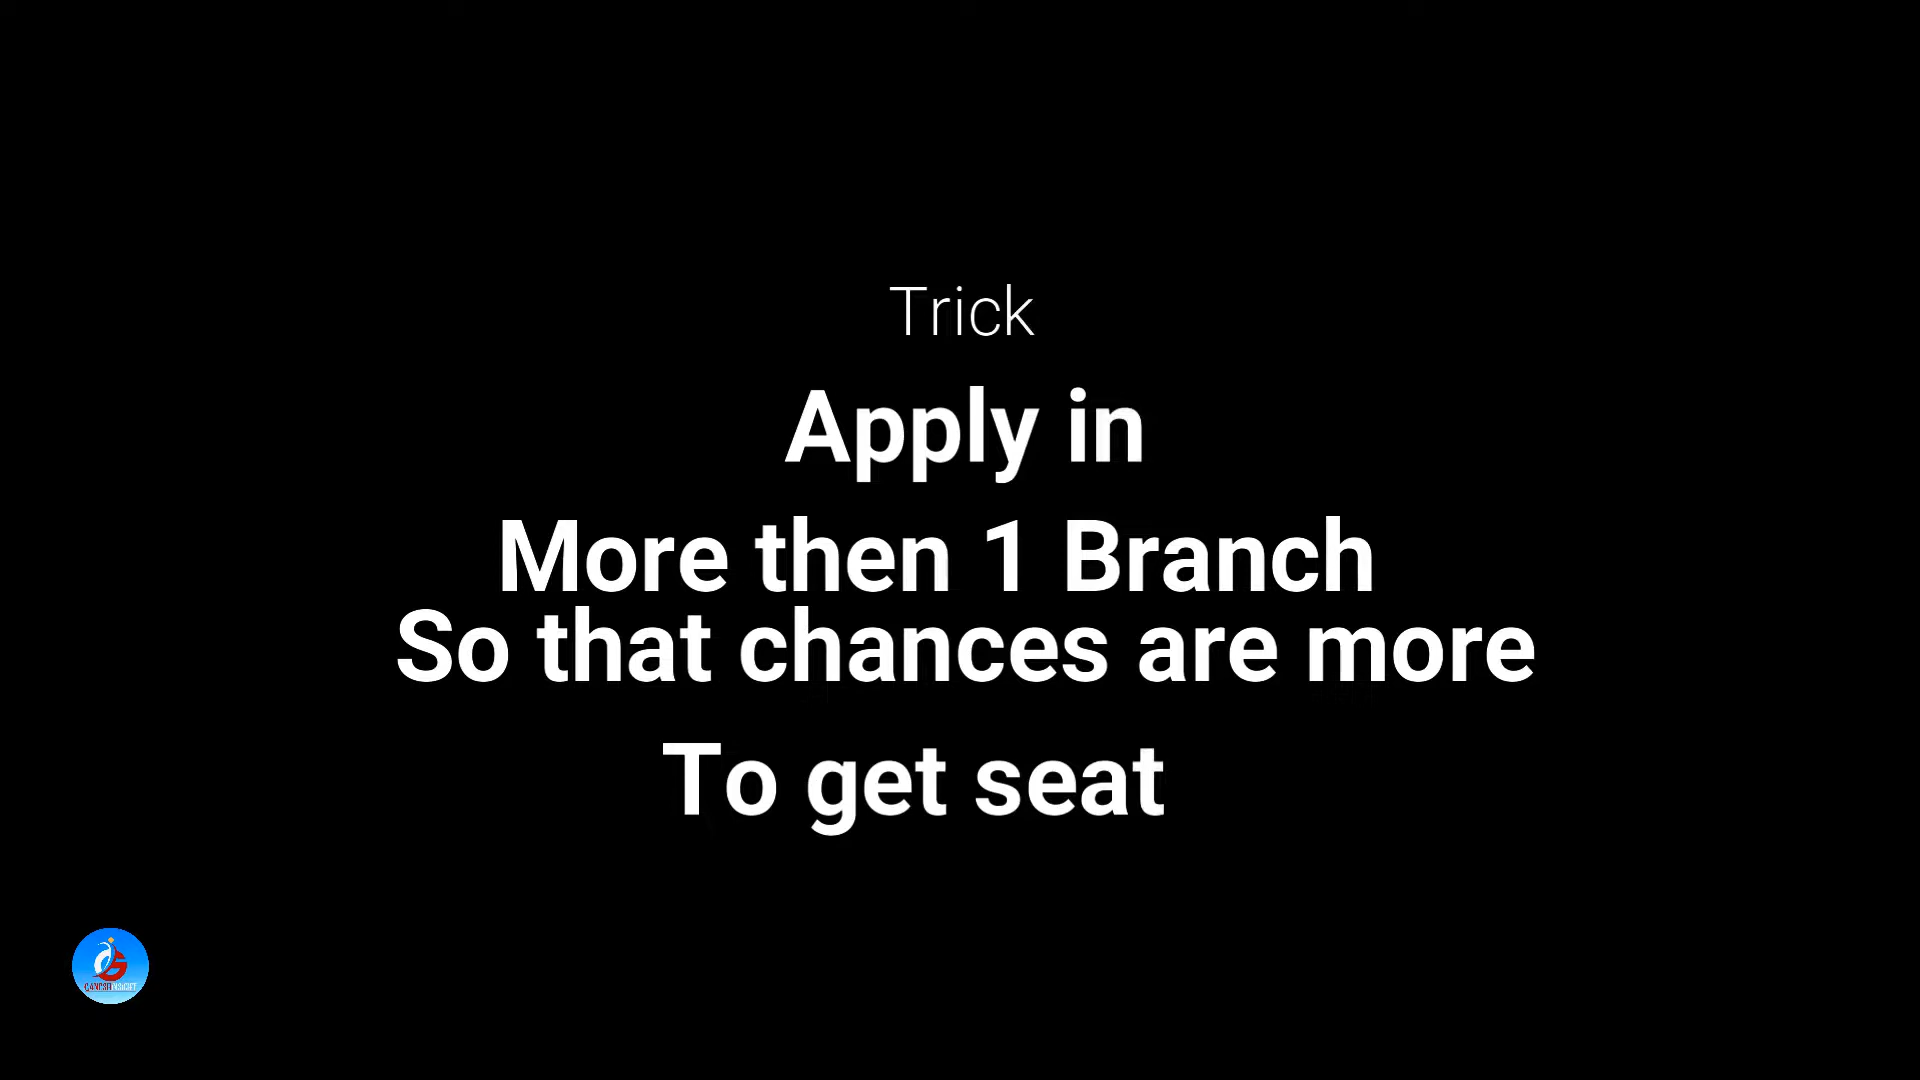 Trick
Apply in
More then 1 Branch
So that chances are more
To get seat